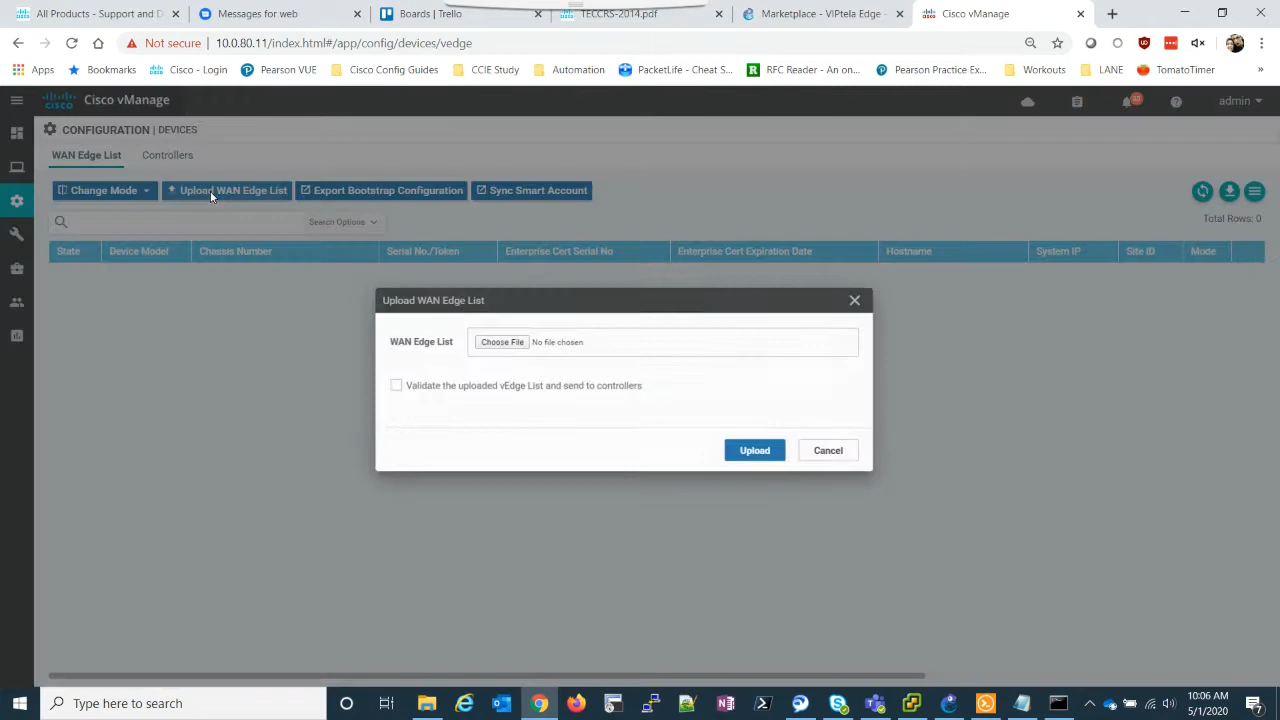 All Products - Support and D
Messages for web
Boards | Trello
TECCRS-2014.pdf
Marketplace - ViPtela Edge
Cisco vManage
Not secure | 10.0.80.11/index.html#/app/config/devices/vedge
Apps
Bookmarks
Cisco - Login
Pearson VUE
Cisco Config Guides
CCIE Study
Automation
PacketLife - Cheat S...
RFC Reader - An on...
Pearson Practice Ex...
Workouts
LANE
TomatoTimer
Cisco vManage
admin
CONFIGURATION | DEVICES
WAN Edge List
Controllers
Change Mode
Upload WAN Edge List
Export Bootstrap Configuration
Sync Smart Account
Search Options
Total Rows: 0
State
Device Model
Chassis Number
Serial No./Token
Enterprise Cert Serial No
Enterprise Cert Expiration Date
Hostname
System IP
Site ID
Mode
Upload WAN Edge List
WAN Edge List
Choose File No file chosen
Validate the uploaded vEdge List and send to controllers
Upload
Cancel
Type here to search
10:06 AM
5/1/2020